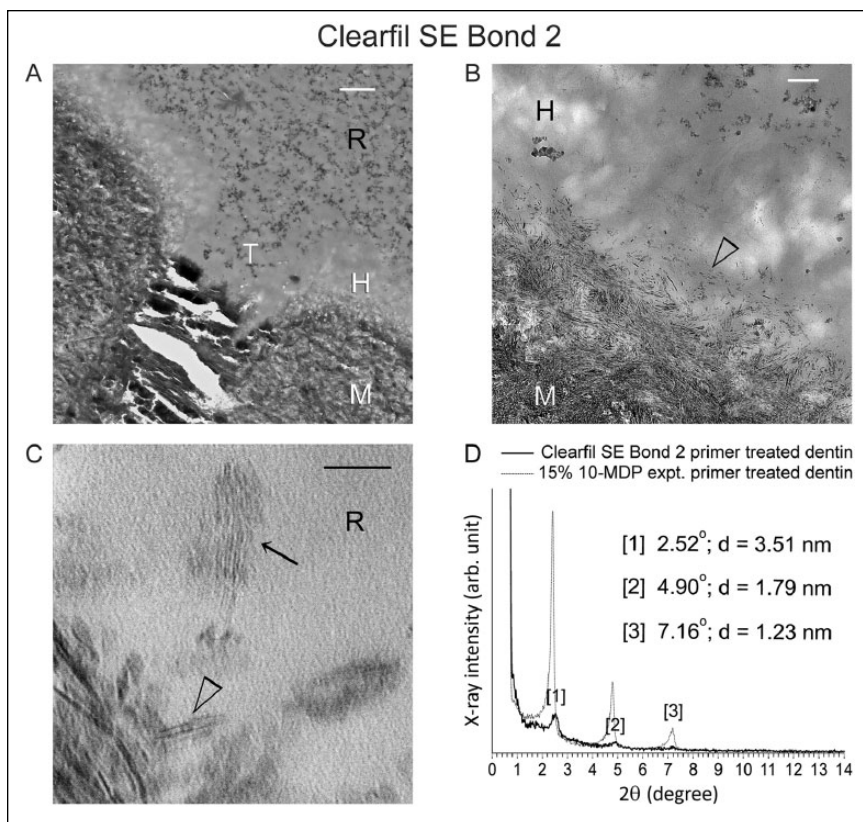 Clearfil SE Bond 2
A
R
T
H
M
B
H
M
C
R
D
Clearfil SE Bond 2 primer treated dentin
15% 10-MDP expt. primer treated dentin
X-ray intensity (arb. unit)
[1] 2.52°; d = 3.51 nm
[2] 4.90°; d = 1.79 nm
[3] 7.16°; d = 1.23 nm
[1]
[2]
[3]
0 1 2 3 4 5 6 7 8 9 10 11 12 13 14
2θ (degree)